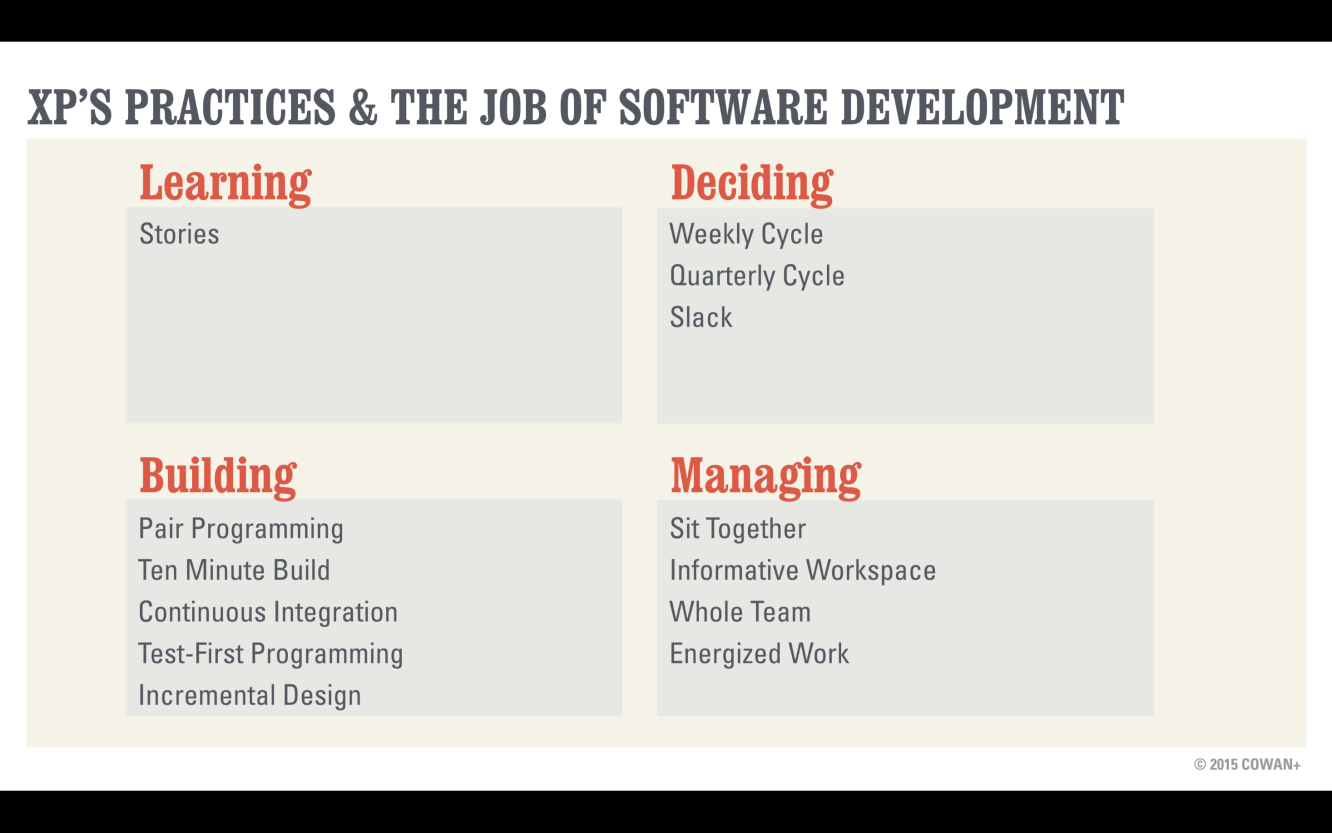 XP'S PRACTICES & THE JOB OF SOFTWARE DEVELOPMENT
Learning
Stories
Deciding
Weekly Cycle
Quarterly Cycle
Slack
Building
Pair Programming
Ten Minute Build
Continuous Integration
Test-First Programming
Incremental Design
Managing
Sit Together
Informative Workspace
Whole Team
Energized Work
© 2015 COWAN+